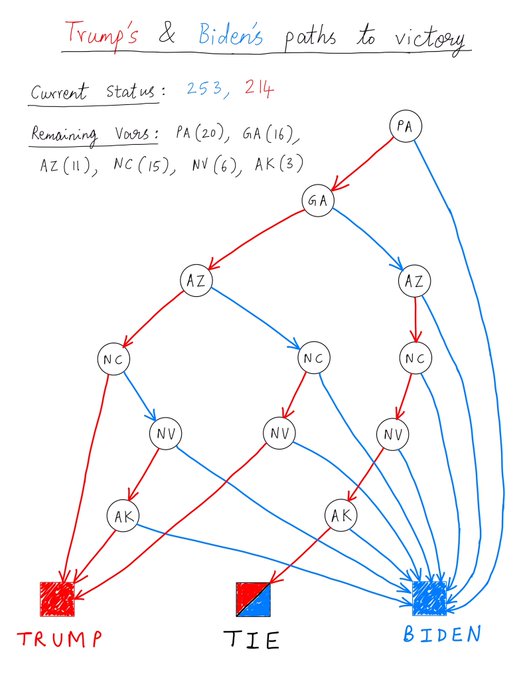 Trump's & Biden's paths to victory
Current Status: 253, 214
Remaining Vars: PA(20), GA(16),
AZ(11), NC(15), NV(6), AK(3)
PA
GA
AZ
AZ
NC
NC
NC
NV
NV
NV
AK
AK
TRUMP
TIE
BIDEN